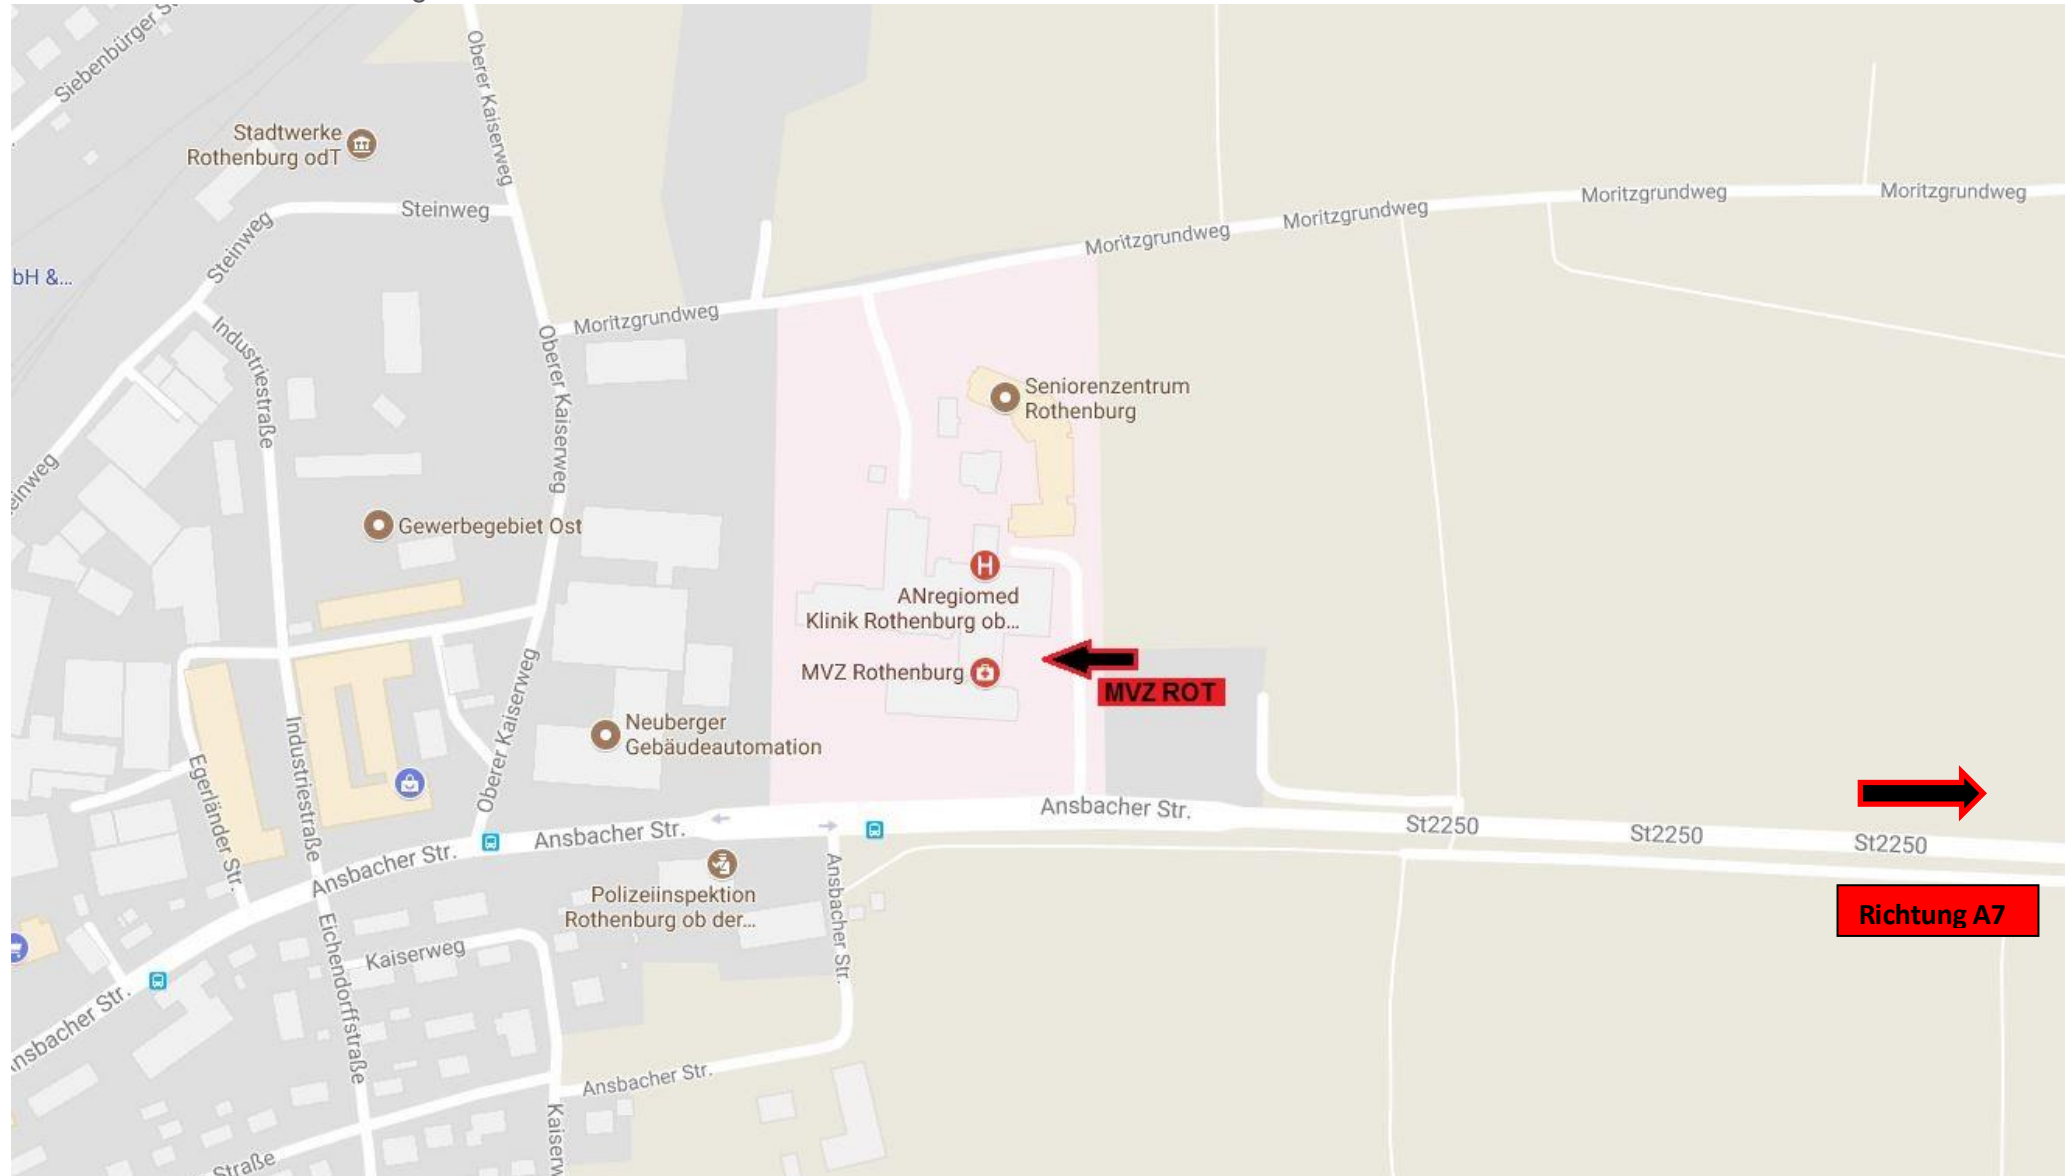 Siebenbürger S
Oberer Kaiserweg
Stadtwerke
Rothenburg odT
Steinweg
Steinweg
Moritzgrundweg
Moritzgrundweg
Moritzgrundweg
Moritzgrundweg
bH &...
Moritzgrundweg
Industriestraße
Oberer Kaiserweg
Seniorenzentrum
Rothenburg
einweg
Gewerbegebiet Ost
H
ANregiomed
Klinik Rothenburg ob...
MVZ Rothenburg
MVZ ROT
Oberer Kaiserweg
Neuberger
Gebäudeautomation
Industriestraße
Egerländer Str.
Ansbacher Str.
Ansbacher Str.
Ansbacher Str.
St2250
St2250
St2250
Polizeiinspektion
Rothenburg ob der...
Ansbacher Str.
Richtung A7
Eichendorffstraße
Kaiserweg
nsbacher Str.
Ansbacher Str.
Kaiserw
Straße